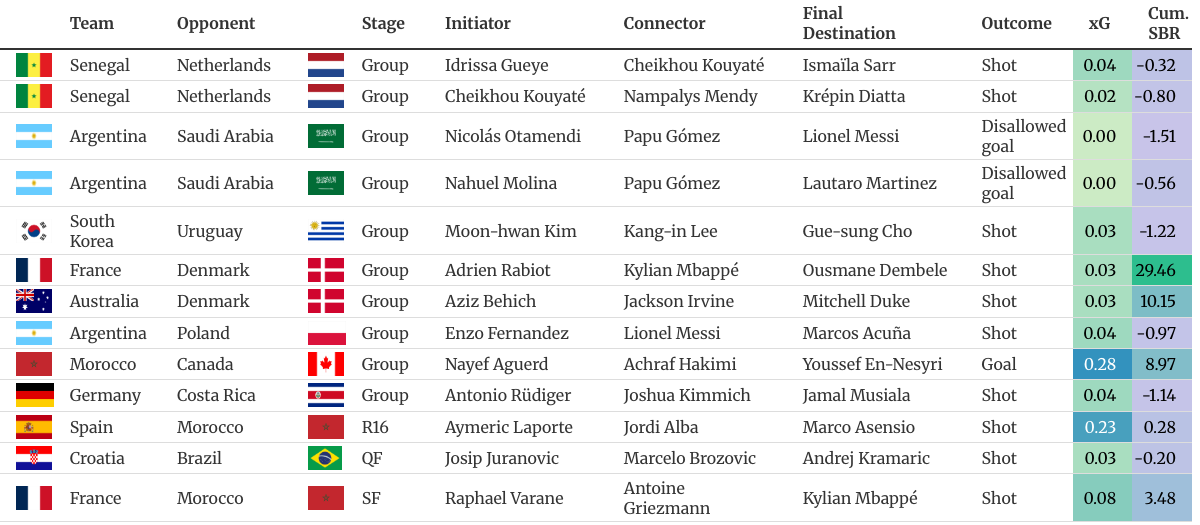 Team Opponent Stage Initiator Connector Final Destination Outcome xG Cum. SBR
Senegal Netherlands Group Idrissa Gueye Cheikhou Kouyaté Ismaïla Sarr Shot 0.04 -0.32
Senegal Netherlands Group Cheikhou Kouyaté Nampalys Mendy Krépin Diatta Shot 0.02 -0.80
Argentina Saudi Arabia Group Nicolás Otamendi Papu Gómez Lionel Messi Disallowed goal 0.00 -1.51
Argentina Saudi Arabia Group Nahuel Molina Papu Gómez Lautaro Martinez Disallowed goal 0.00 -0.56
South Korea Uruguay Group Moon-hwan Kim Kang-in Lee Gue-sung Cho Shot 0.03 -1.22
France Denmark Group Adrien Rabiot Kylian Mbappé Ousmane Dembele Shot 0.03 29.46
Australia Denmark Group Aziz Behich Jackson Irvine Mitchell Duke Shot 0.03 10.15
Argentina Poland Group Enzo Fernandez Lionel Messi Marcos Acuña Shot 0.04 -0.97
Morocco Canada Group Nayef Aguerd Achraf Hakimi Youssef En-Nesyri Goal 0.28 8.97
Germany Costa Rica Group Antonio Rüdiger Joshua Kimmich Jamal Musiala Shot 0.04 -1.14
Spain Morocco R16 Aymeric Laporte Jordi Alba Marco Asensio Shot 0.23 0.28
Croatia Brazil QF Josip Juranovic Marcelo Brozovic Andrej Kramaric Shot 0.03 -0.20
France Morocco SF Raphael Varane Antoine Griezmann Kylian Mbappé Shot 0.08 3.48